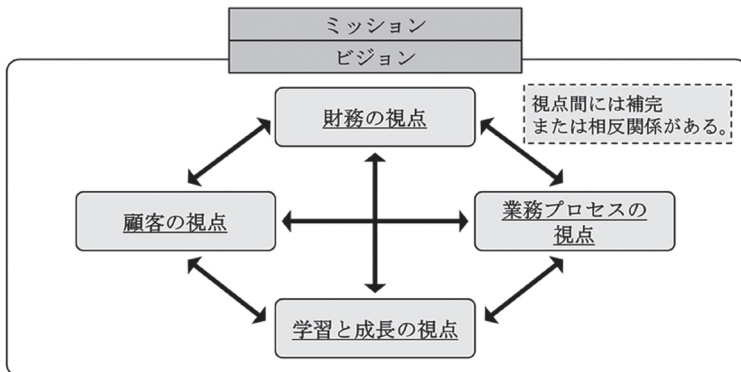 ミッション
ビジョン
財務の視点
視点間には補完
または相反関係がある。
顧客の視点
業務プロセスの
視点
学習と成長の視点